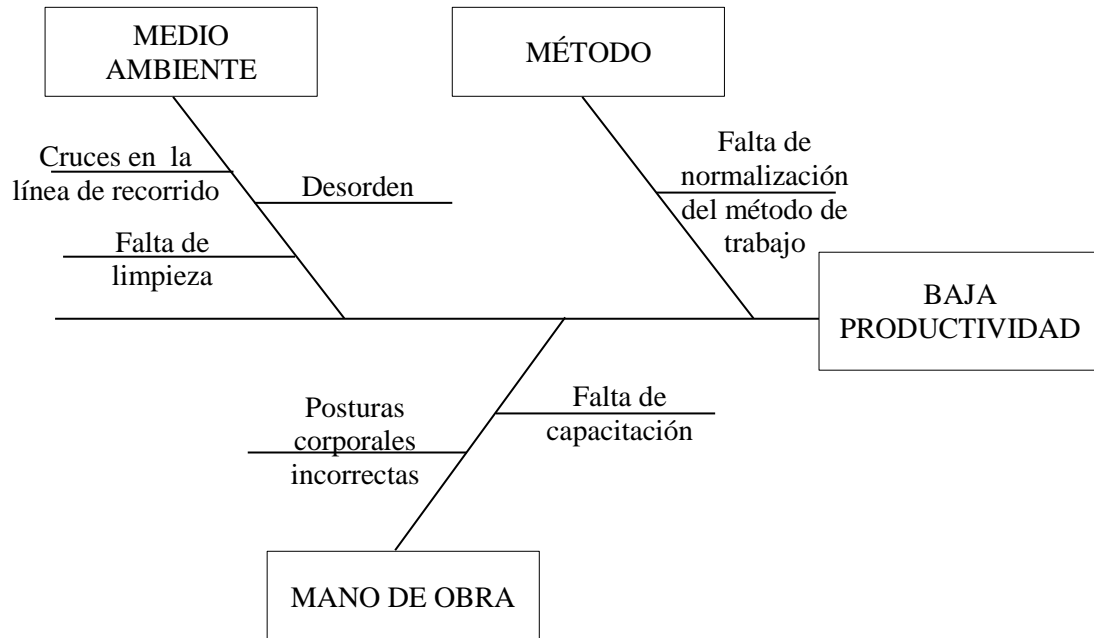 MEDIO
AMBIENTE
MÉTODO
Cruces en la
línea de recorrido
Desorden
Falta de
limpieza
Falta de
normalización
del método de
trabajo
BAJA
PRODUCTIVIDAD
Posturas
corporales
incorrectas
Falta de
capacitación
MANO DE OBRA